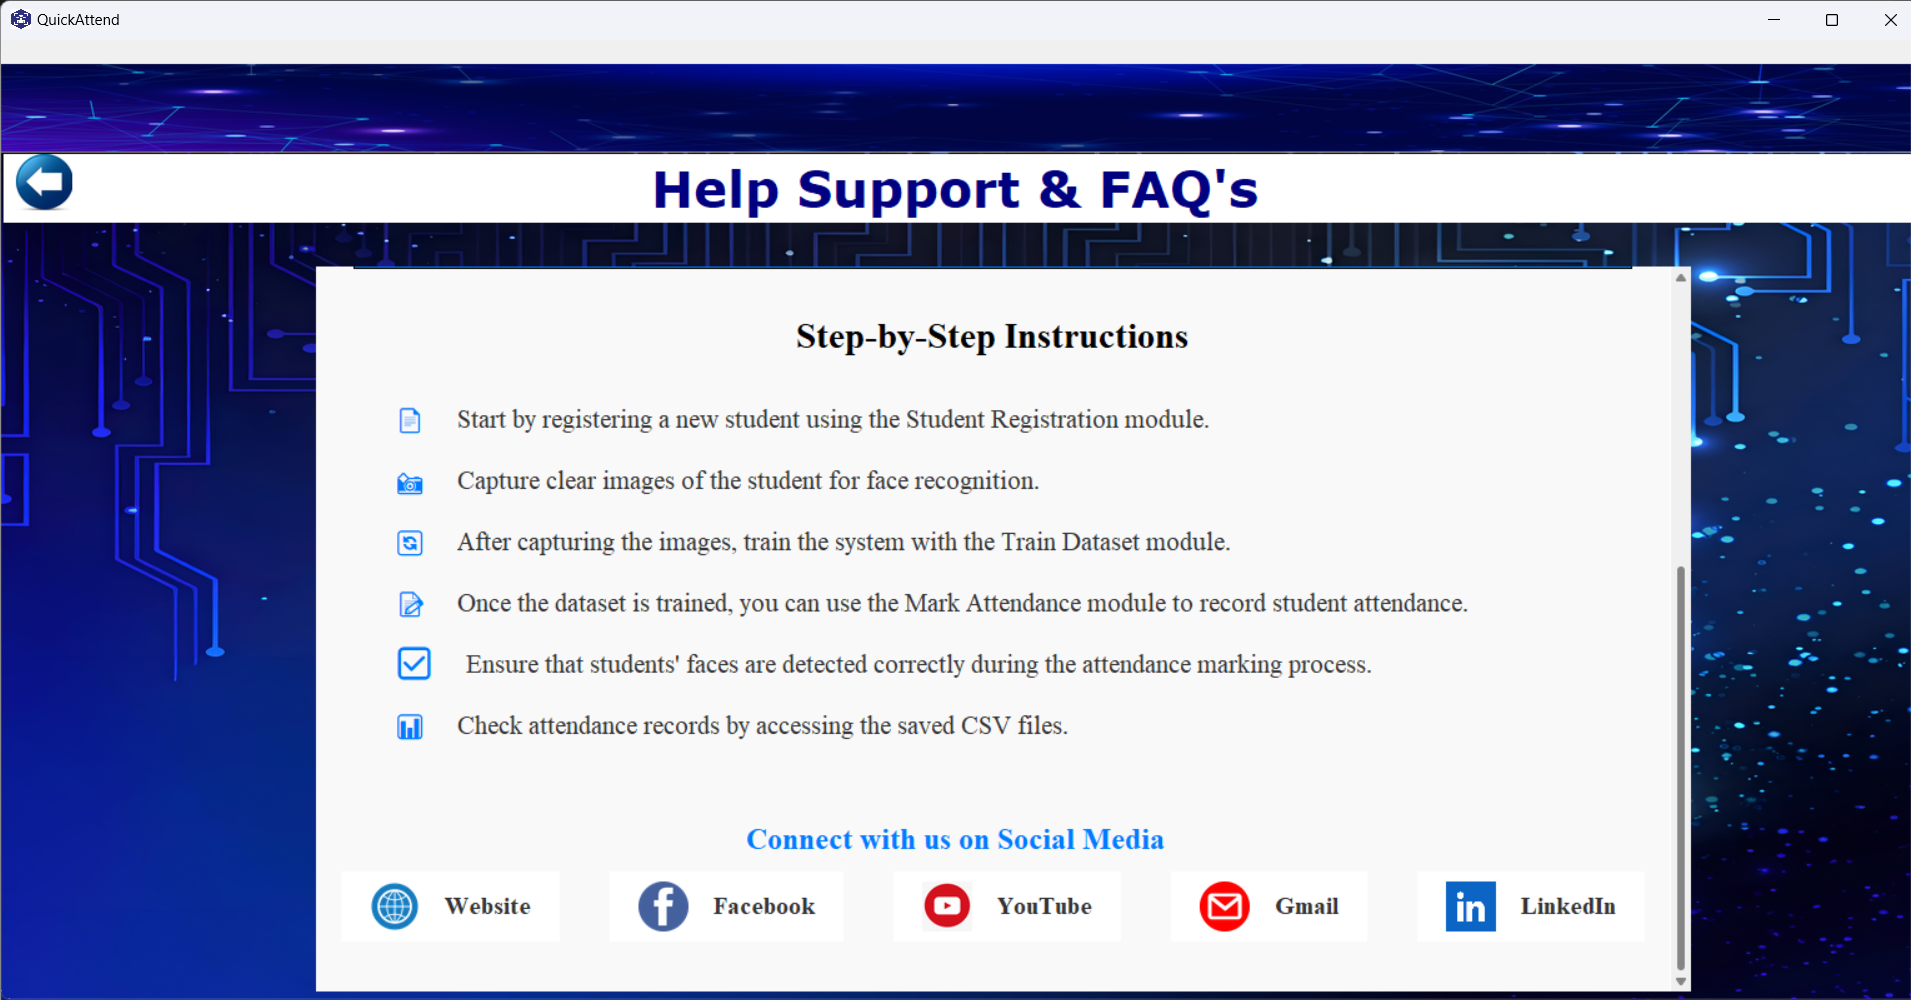 QuickAttend
Help Support & FAQ's
Step-by-Step Instructions
Start by registering a new student using the Student Registration module.
Capture clear images of the student for face recognition.
After capturing the images, train the system with the Train Dataset module.
Once the dataset is trained, you can use the Mark Attendance module to record student attendance.
Ensure that students' faces are detected correctly during the attendance marking process.
Check attendance records by accessing the saved CSV files.
Connect with us on Social Media
Website Facebook YouTube Gmail LinkedIn